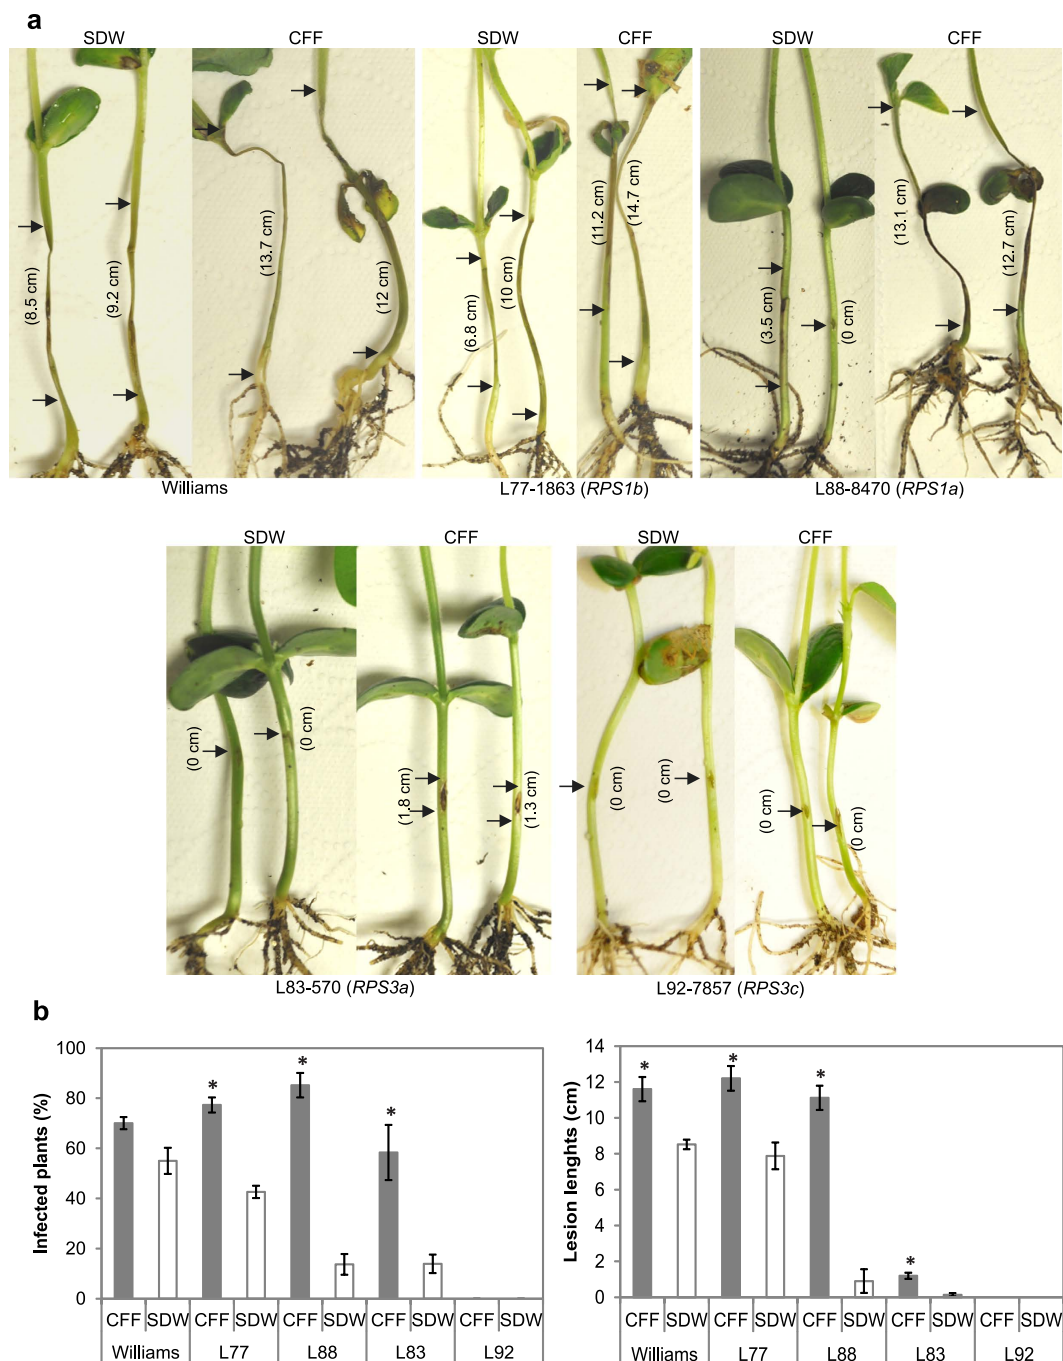 a
SDW CFF SDW CFF SDW CFF
(8.5 cm) (9.2 cm) (13.7 cm) (12 cm) (6.8 cm) (10 cm) (11.2 cm) (14.7 cm) (3.5 cm) (0 cm) (13.1 cm) (12.7 cm)
Williams L77-1863 (RPS1b) L88-8470 (RPS1a)
SDW CFF SDW CFF
(0 cm) (0 cm) (1.8 cm) (1.3 cm) (0 cm) (0 cm) (0 cm) (0 cm)
L83-570 (RPS3a) L92-7857 (RPS3c)
b
Infected plants (%)
100
80
60
40
20
0
* * *
CFF SDW CFF SDW CFF SDW CFF SDW CFF SDW
Williams L77 L88 L83 L92
Lesion lenghts (cm)
14
12
10
8
6
4
2
0
* * * *
CFF SDW CFF SDW CFF SDW CFF SDW CFF SDW
Williams L77 L88 L83 L92